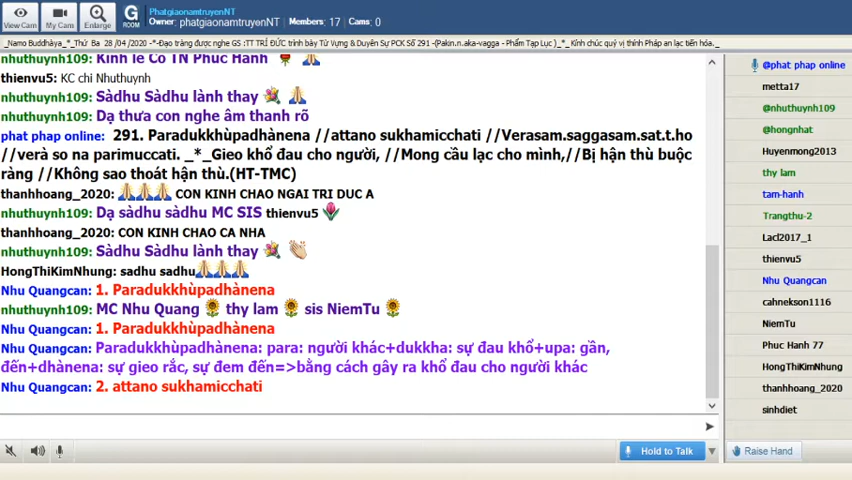 View Cam
My Cam
Enlarge
G ROOM
PhatgiaonamtruyenNT
Owner: phatgiaonamtruyenNT Members: 17 Cams: 0
_Namo Buddhàya_*_Thứ Ba 28 /04 /2020 -*-Đạo tràng được nghe GS :TT TRÍ ĐỨC trình bày Từ Vựng & Duyên Sự PCK Số 291 -(Pakin.n.aka-vagga - Phẩm Tạp Lục )_*_ Kính chúc quý vị thính Pháp an lạc tiến hóa._
nhuthuynh109: Kính lễ Cô TN Phúc Hạnh
thienvu5: KC chi Nhuthuynh
nhuthuynh109: Sàdhu Sàdhu lành thay
nhuthuynh109: Dạ thưa con nghe âm thanh rõ
phat phap online: 291. Paradukkhùpadhànena //attano sukhamicchati //Verasam.saggasam.sat.t.ho
//verà so na parimuccati. _*_Gieo khổ đau cho người, //Mong cầu lạc cho mình,//Bị hận thù buộc
ràng //Không sao thoát hận thù.(HT-TMC)
thanhhoang_2020: CON KINH CHAO NGAI TRI DUC A
nhuthuynh109: Dạ sàdhu sàdhu MC SIS thienvu5
thanhhoang_2020: CON KINH CHAO CA NHA
nhuthuynh109: Sàdhu Sàdhu lành thay
HongThiKimNhung: sadhu sadhu
Nhu Quangcan: 1. Paradukkhùpadhànena
nhuthuynh109: MC Nhu Quang thy lam sis NiemTu
Nhu Quangcan: 1. Paradukkhùpadhànena
Nhu Quangcan: Paradukkhùpadhànena: para: người khác+dukkha: sự đau khổ+upa: gần,
đến+dhànena: sự gieo rắc, sự đem đến=>bằng cách gây ra khổ đau cho người khác
Nhu Quangcan: 2. attano sukhamicchati
@phat phap online
metta17
@nhuthuynh109
@hongnhat
Huyenmong2013
thy lam
tam-hanh
Trangthu-2
Lacl2017_1
thienvu5
Nhu Quangcan
cahnekson1116
NiemTu
Phuc Hanh 77
HongThiKimNhung
thanhhoang_2020
sinhdiet
Hold to Talk
Raise Hand